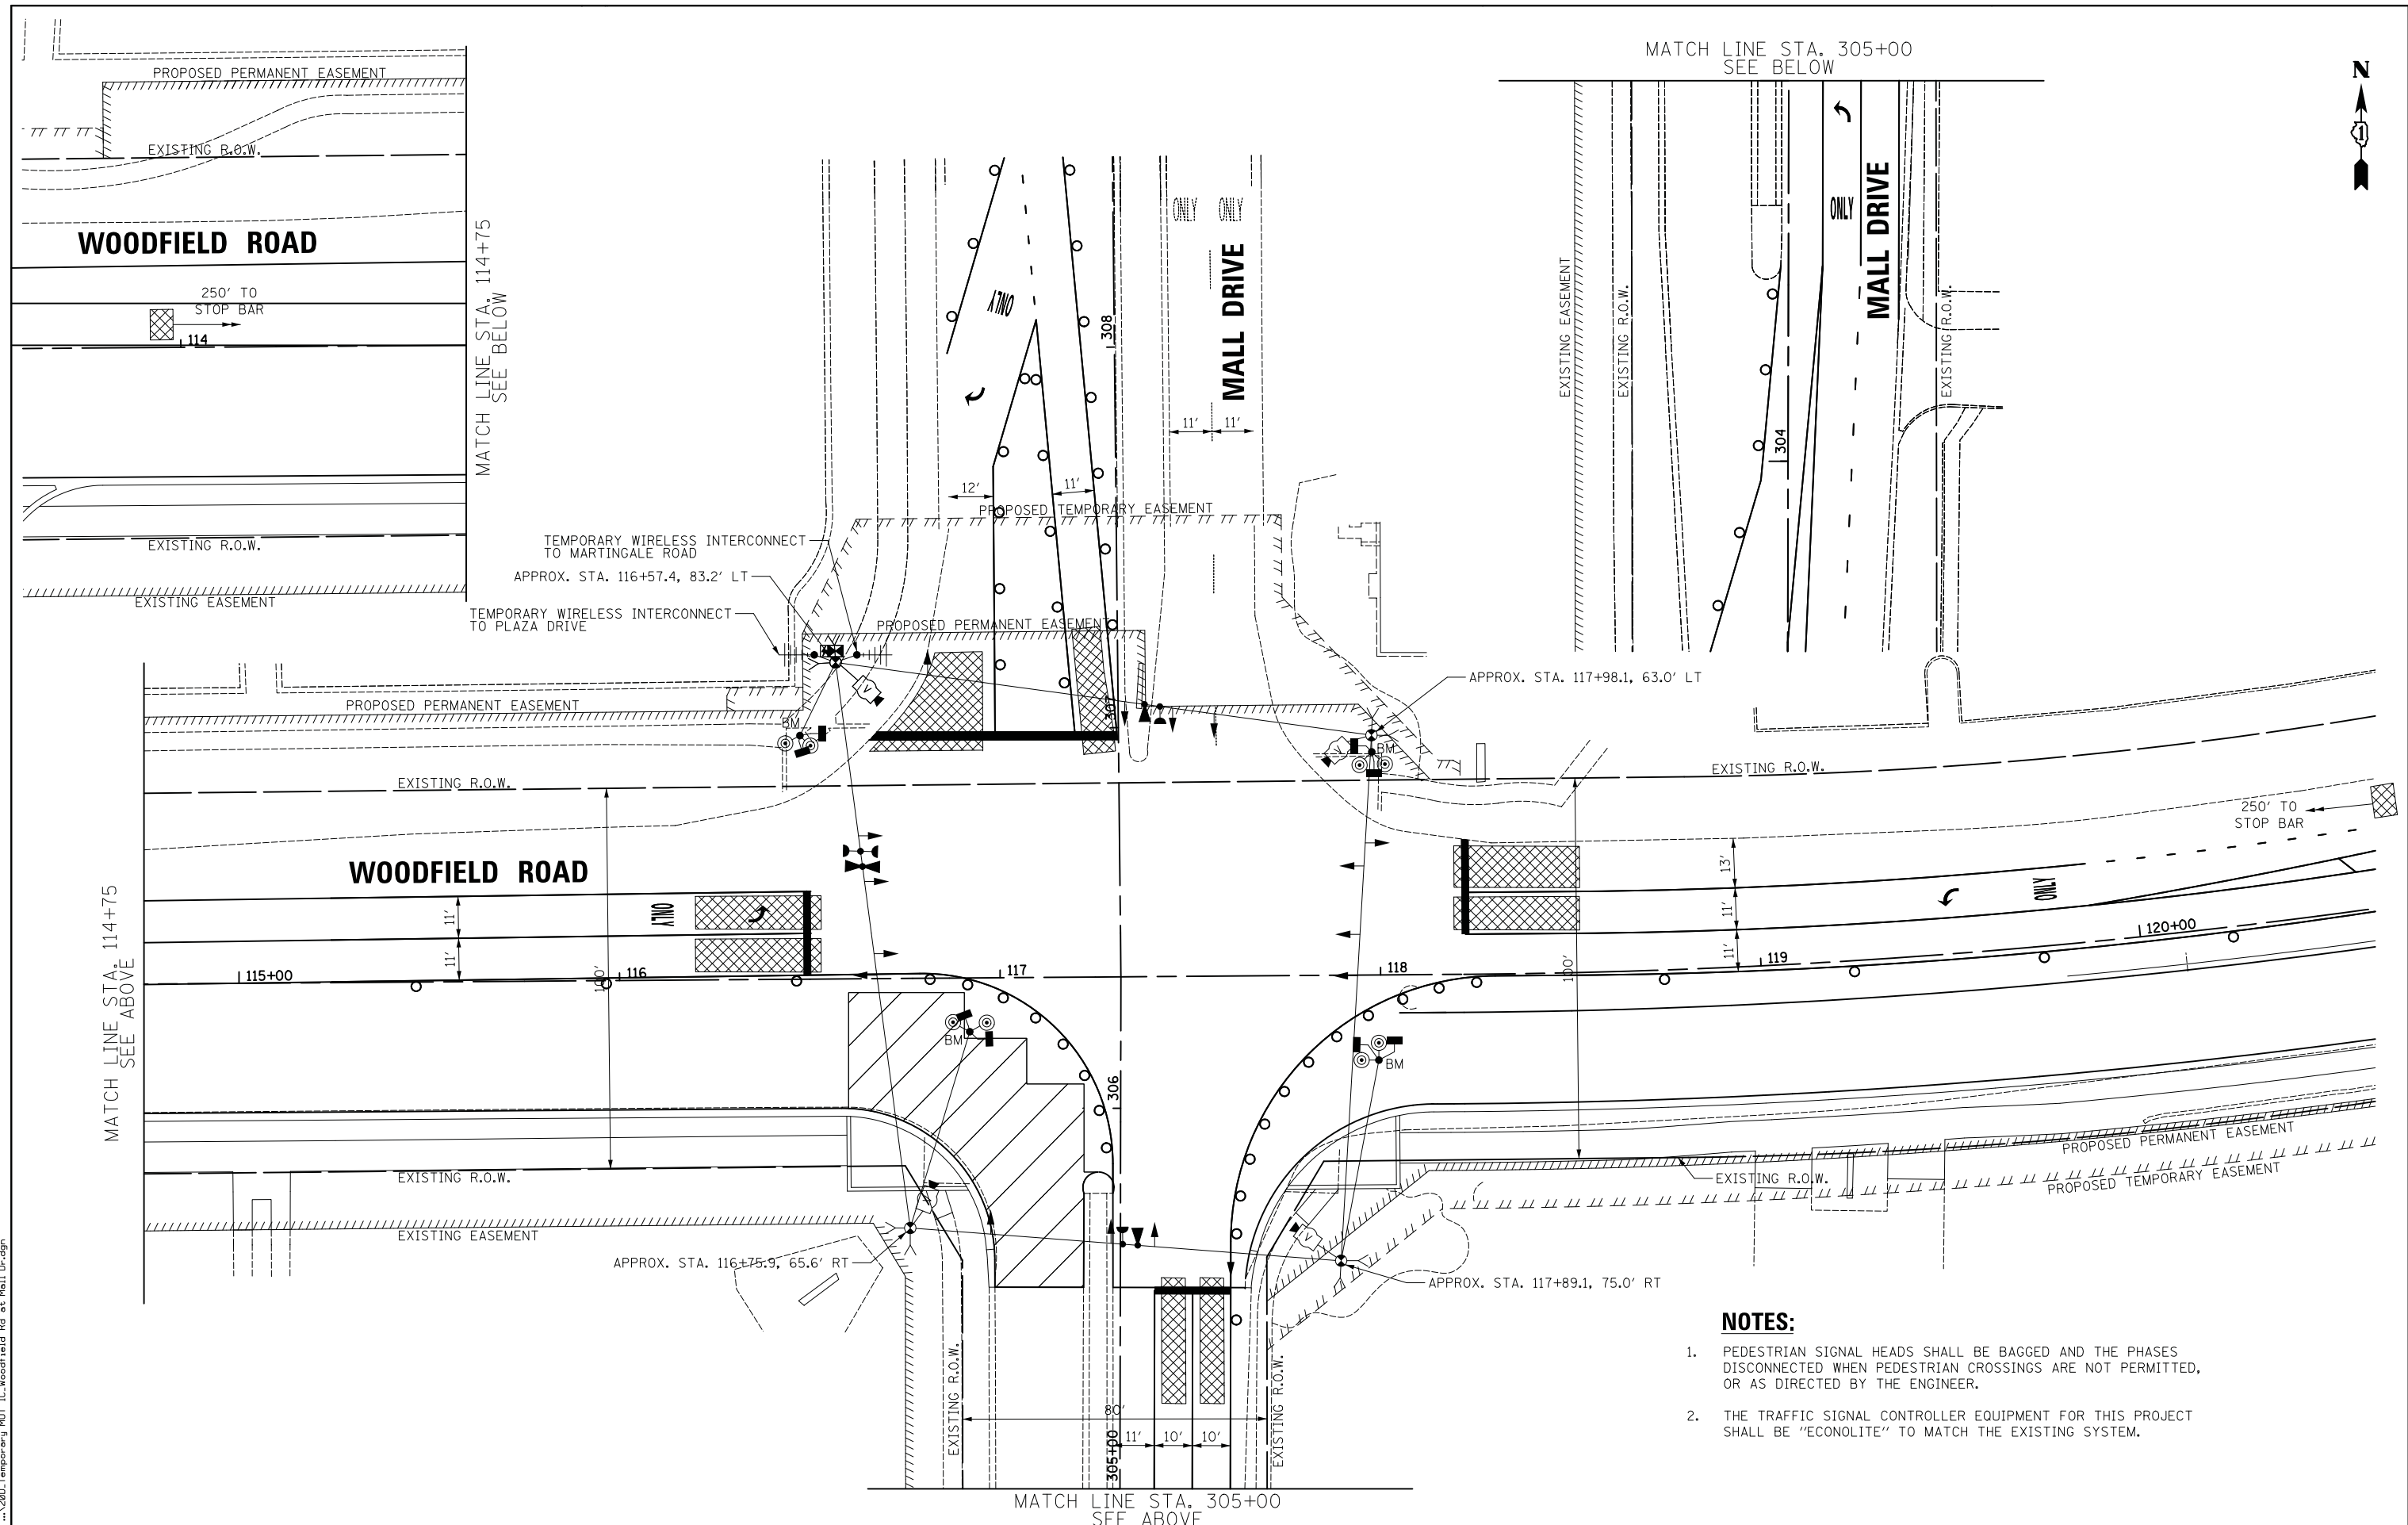 MATCH LINE STA. 305+00
SEE BELOW
N
1
PROPOSED PERMANENT EASEMENT
EXISTING R.O.W.
WOODFIELD ROAD
250' TO
STOP BAR
114
EXISTING R.O.W.
EXISTING EASEMENT
MATCH LINE STA. 114+75
SEE BELOW
ONLY
ONLY
ONLY
MALL DRIVE
308
11'
11'
12'
11'
PROPOSED TEMPORARY EASEMENT
TEMPORARY WIRELESS INTERCONNECT
TO MARTINGALE ROAD
APPROX. STA. 116+57.4, 83.2' LT
TEMPORARY WIRELESS INTERCONNECT
TO PLAZA DRIVE
PROPOSED PERMANENT EASEMENT
307
V
BM
EXISTING EASEMENT
EXISTING R.O.W.
ONLY
MALL DRIVE
304
EXISTING R.O.W.
APPROX. STA. 117+98.1, 63.0' LT
V
BM
PROPOSED PERMANENT EASEMENT
EXISTING R.O.W.
EXISTING R.O.W.
250' TO
STOP BAR
MATCH LINE STA. 114+75
SEE ABOVE
WOODFIELD ROAD
ONLY
11'
11'
100'
115+00
116
117
118
119
120+00
13'
11'
11'
100'
ONLY
BM
BM
306
EXISTING R.O.W.
EXISTING EASEMENT
APPROX. STA. 116+75.9, 65.6' RT
V
APPROX. STA. 117+89.1, 75.0' RT
EXISTING R.O.W.
PROPOSED PERMANENT EASEMENT
PROPOSED TEMPORARY EASEMENT
EXISTING R.O.W.
EXISTING R.O.W.
80'
305+00
11'
10'
10'
MATCH LINE STA. 305+00
SEE ABOVE
NOTES:
1. PEDESTRIAN SIGNAL HEADS SHALL BE BAGGED AND THE PHASES
DISCONNECTED WHEN PEDESTRIAN CROSSINGS ARE NOT PERMITTED,
OR AS DIRECTED BY THE ENGINEER.
2. THE TRAFFIC SIGNAL CONTROLLER EQUIPMENT FOR THIS PROJECT
SHALL BE "ECONOLITE" TO MATCH THE EXISTING SYSTEM.